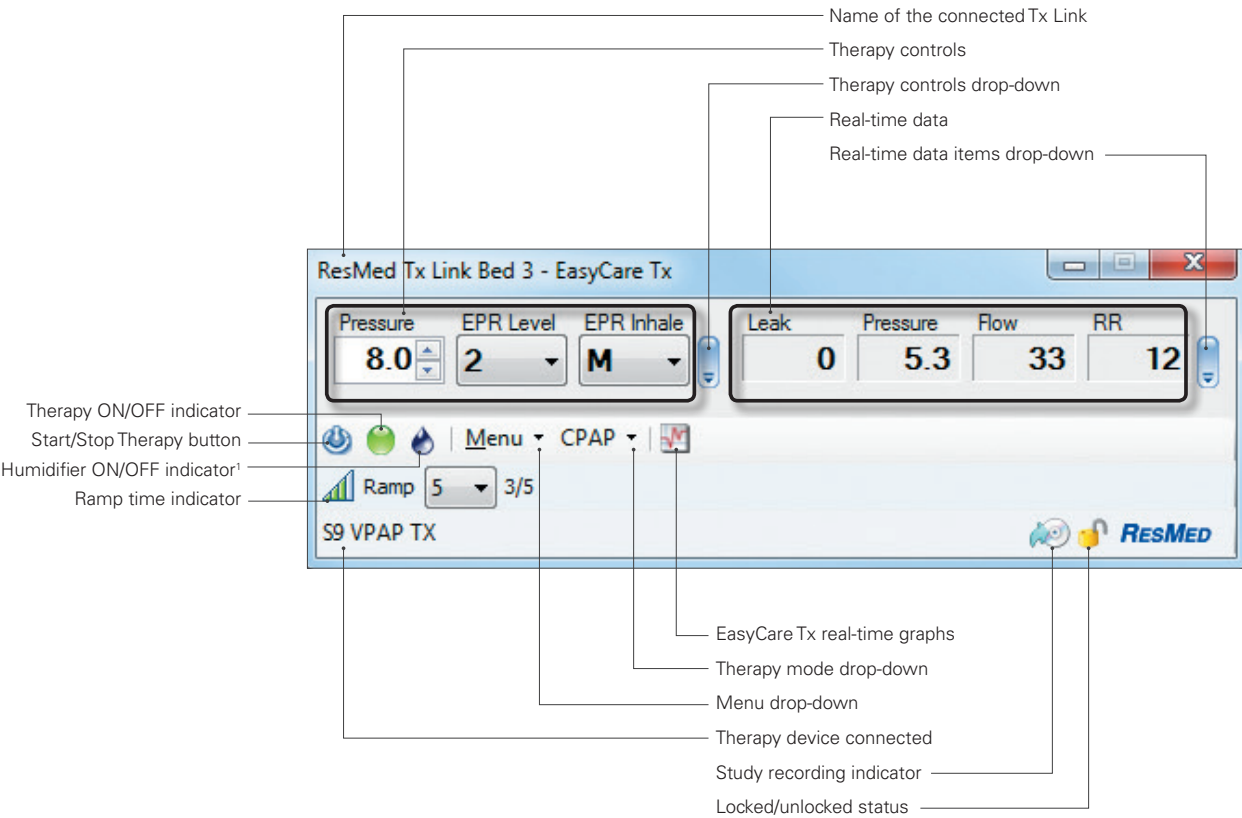 Name of the connected Tx Link
Therapy controls
Therapy controls drop-down
Real-time data
Real-time data items drop-down
ResMed Tx Link Bed 3 - EasyCare Tx
Pressure EPR Level EPR Inhale Leak Pressure Flow RR
8.0 2 M 0 5.3 33 12
Therapy ON/OFF indicator
Start/Stop Therapy button
Humidifier ON/OFF indicator¹
Ramp time indicator
Menu CPAP
Ramp 5 3/5
S9 VPAP TX RESMED
EasyCare Tx real-time graphs
Therapy mode drop-down
Menu drop-down
Therapy device connected
Study recording indicator
Locked/unlocked status